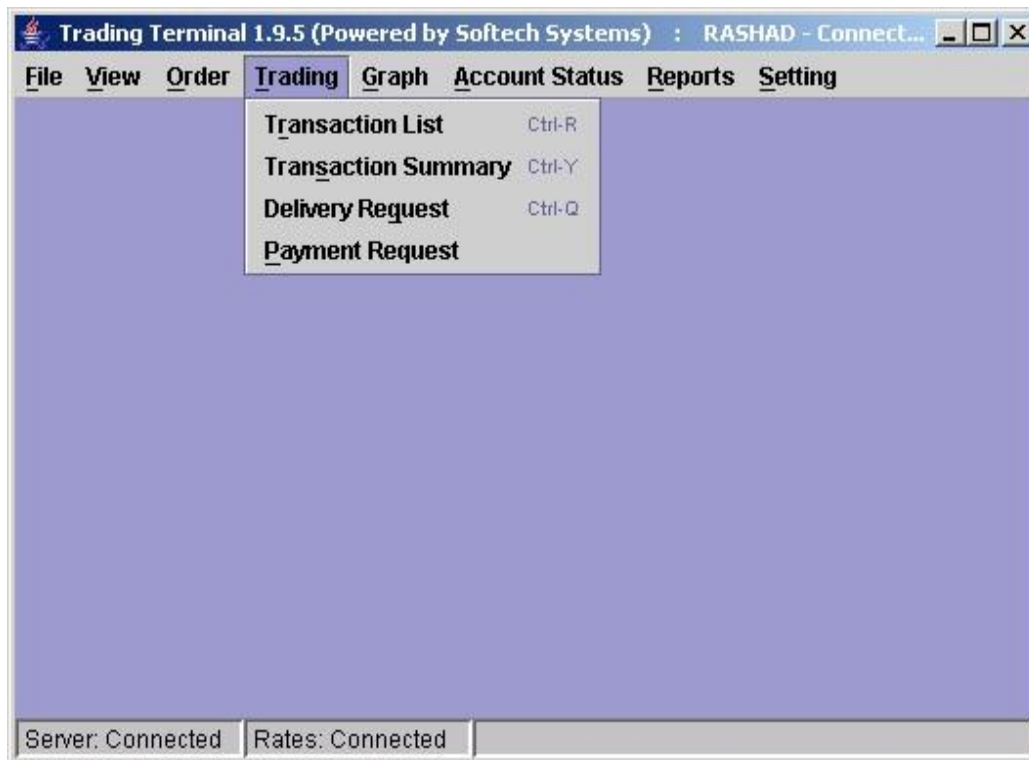 Trading Terminal 1.9.5 (Powered by Softech Systems) : RASHAD - Connect...
File View Order Trading Graph Account Status Reports Setting
Transaction List Ctrl-R
Transaction Summary Ctrl-Y
Delivery Request Ctrl-Q
Payment Request
Server: Connected Rates: Connected